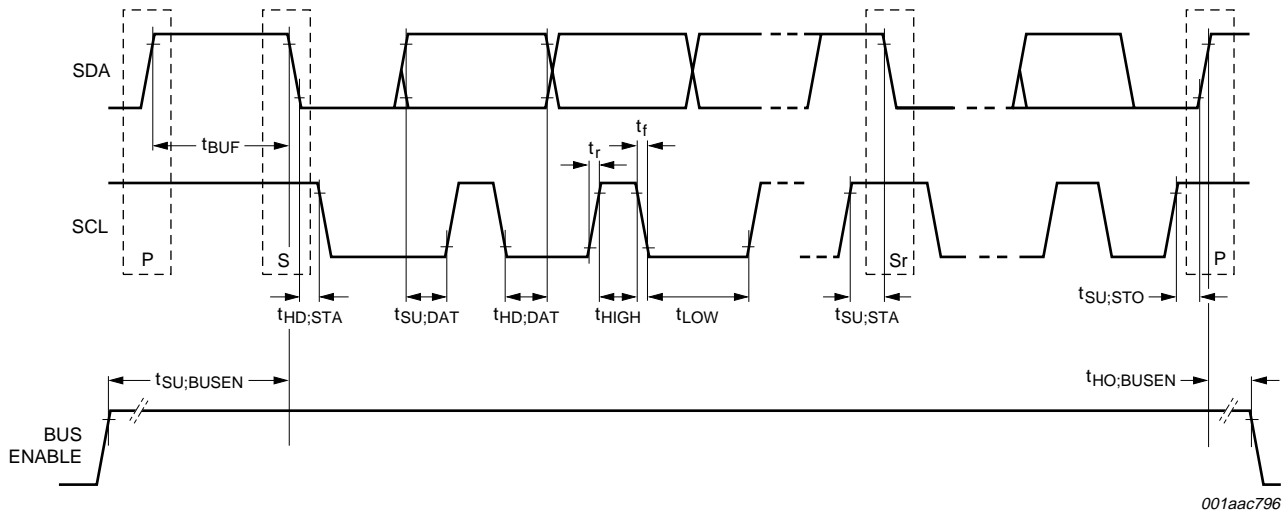 SDA
tBUF
tf
tr
SCL
P
S
Sr
P
tHD;STA
tSU;DAT
tHD;DAT
tHIGH
tLOW
tSU;STA
tSU;STO
tSU;BUSEN
tHO;BUSEN
BUS
ENABLE
001aac796